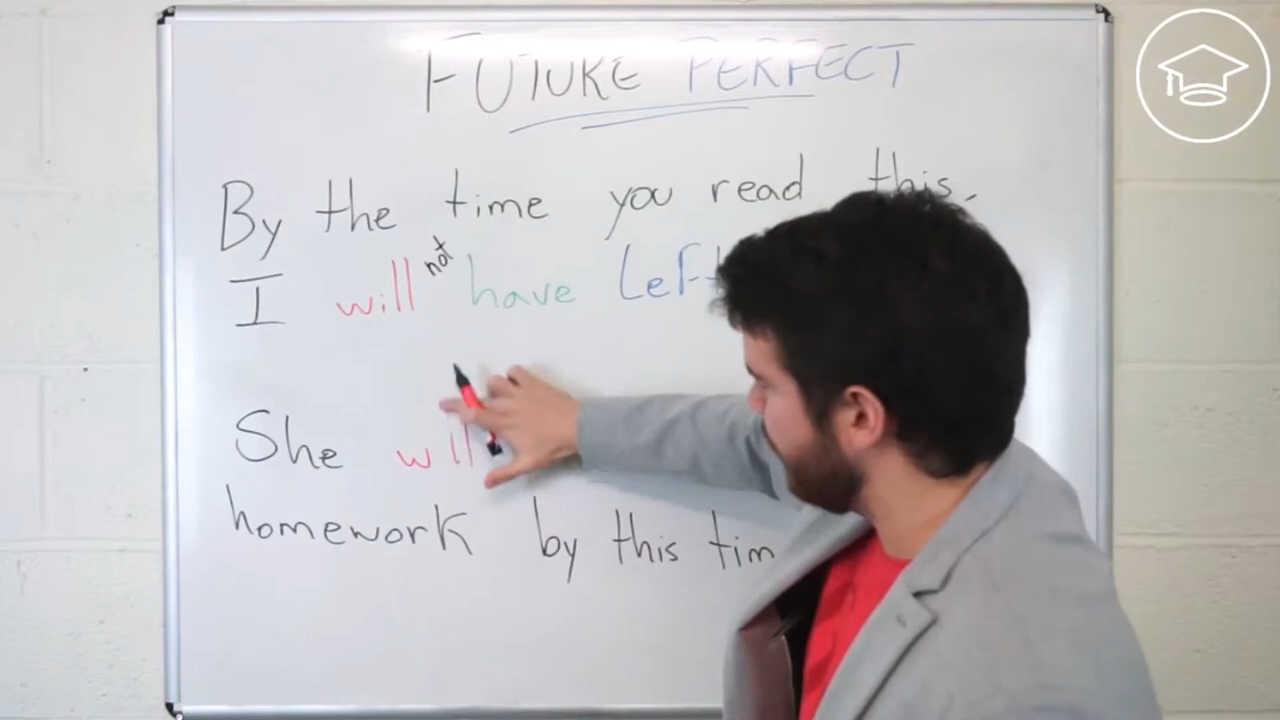 FUTURE PERFECT
By the time you read this,
I will not have Left
She will
homework by this tim